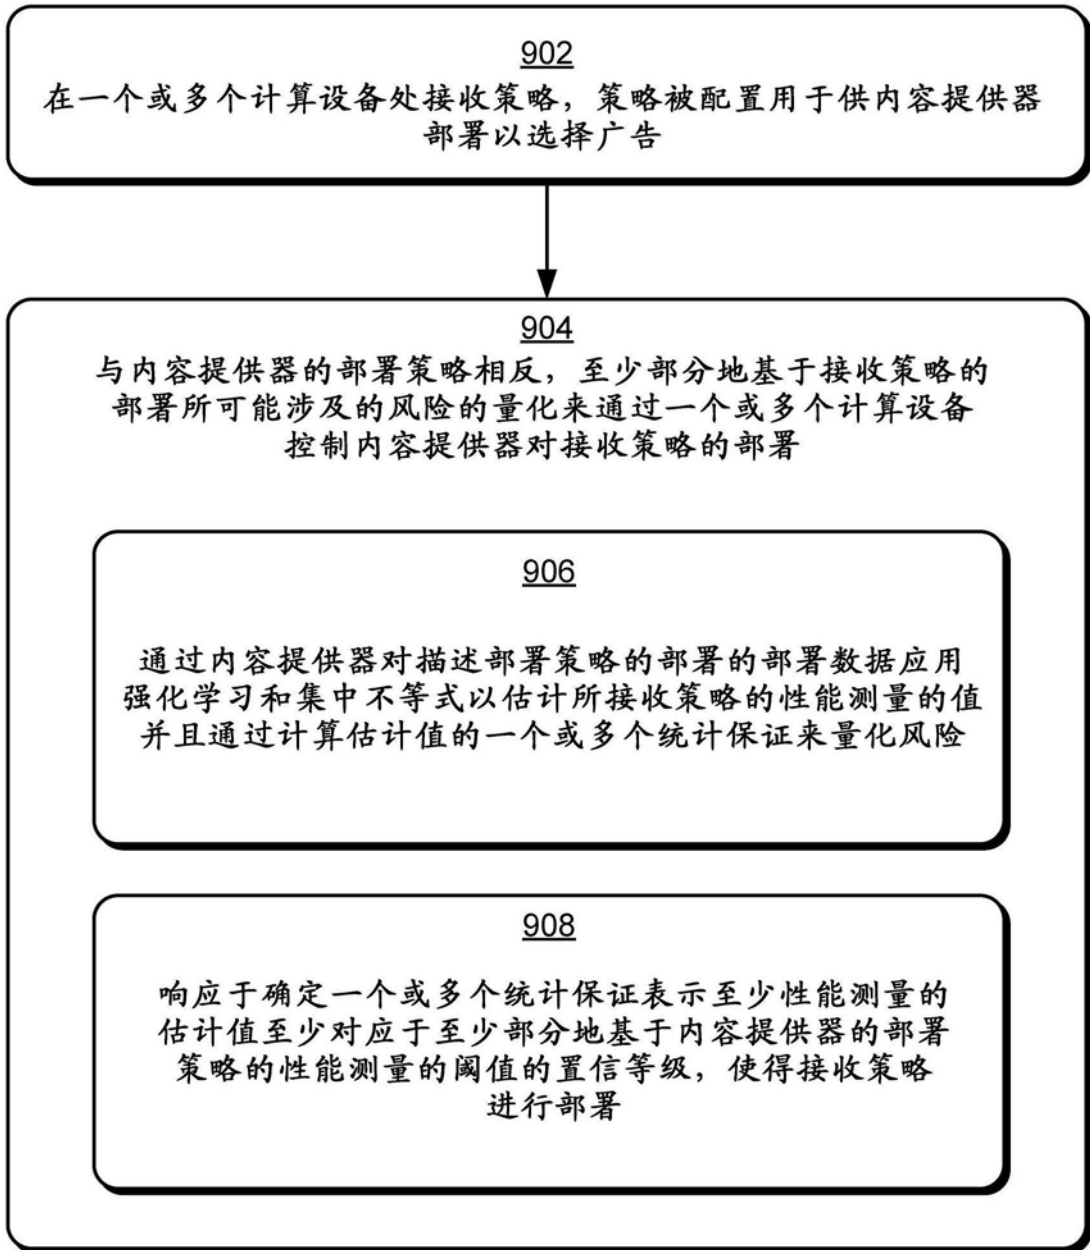 902
在一个或多个计算设备处接收策略，策略被配置用于供内容提供器
部署以选择广告
904
与内容提供器的部署策略相反，至少部分地基于接收策略的
部署所可能涉及的风险的量化来通过一个或多个计算设备
控制内容提供器对接收策略的部署
906
通过内容提供器对描述部署策略的部署的部署数据应用
强化学习和集中不等式以估计所接收策略的性能测量的值
并且通过计算估计值的一个或多个统计保证来量化风险
908
响应于确定一个或多个统计保证表示至少性能测量的
估计值至少对应于至少部分地基于内容提供器的部署
策略的性能测量的阈值的置信等级，使得接收策略
进行部署